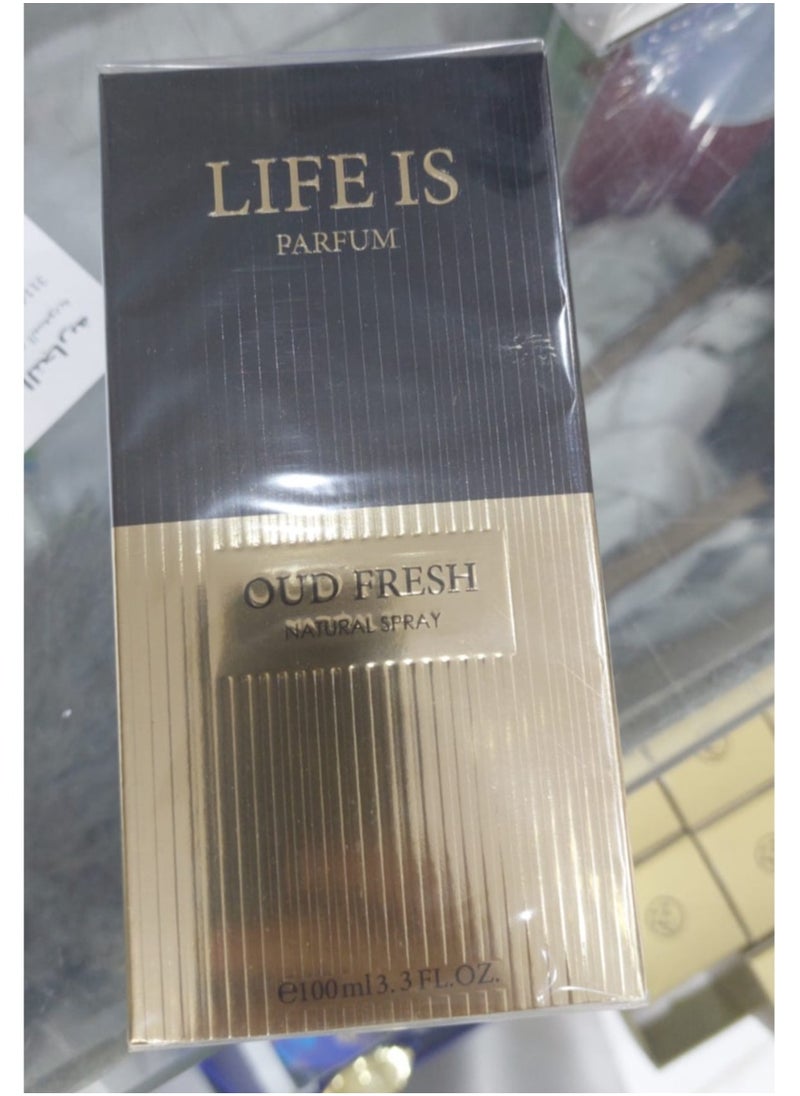 LIFE IS
PARFUM
OUD FRESH
NATURAL SPRAY
e100ml 3.3 FL.OZ.